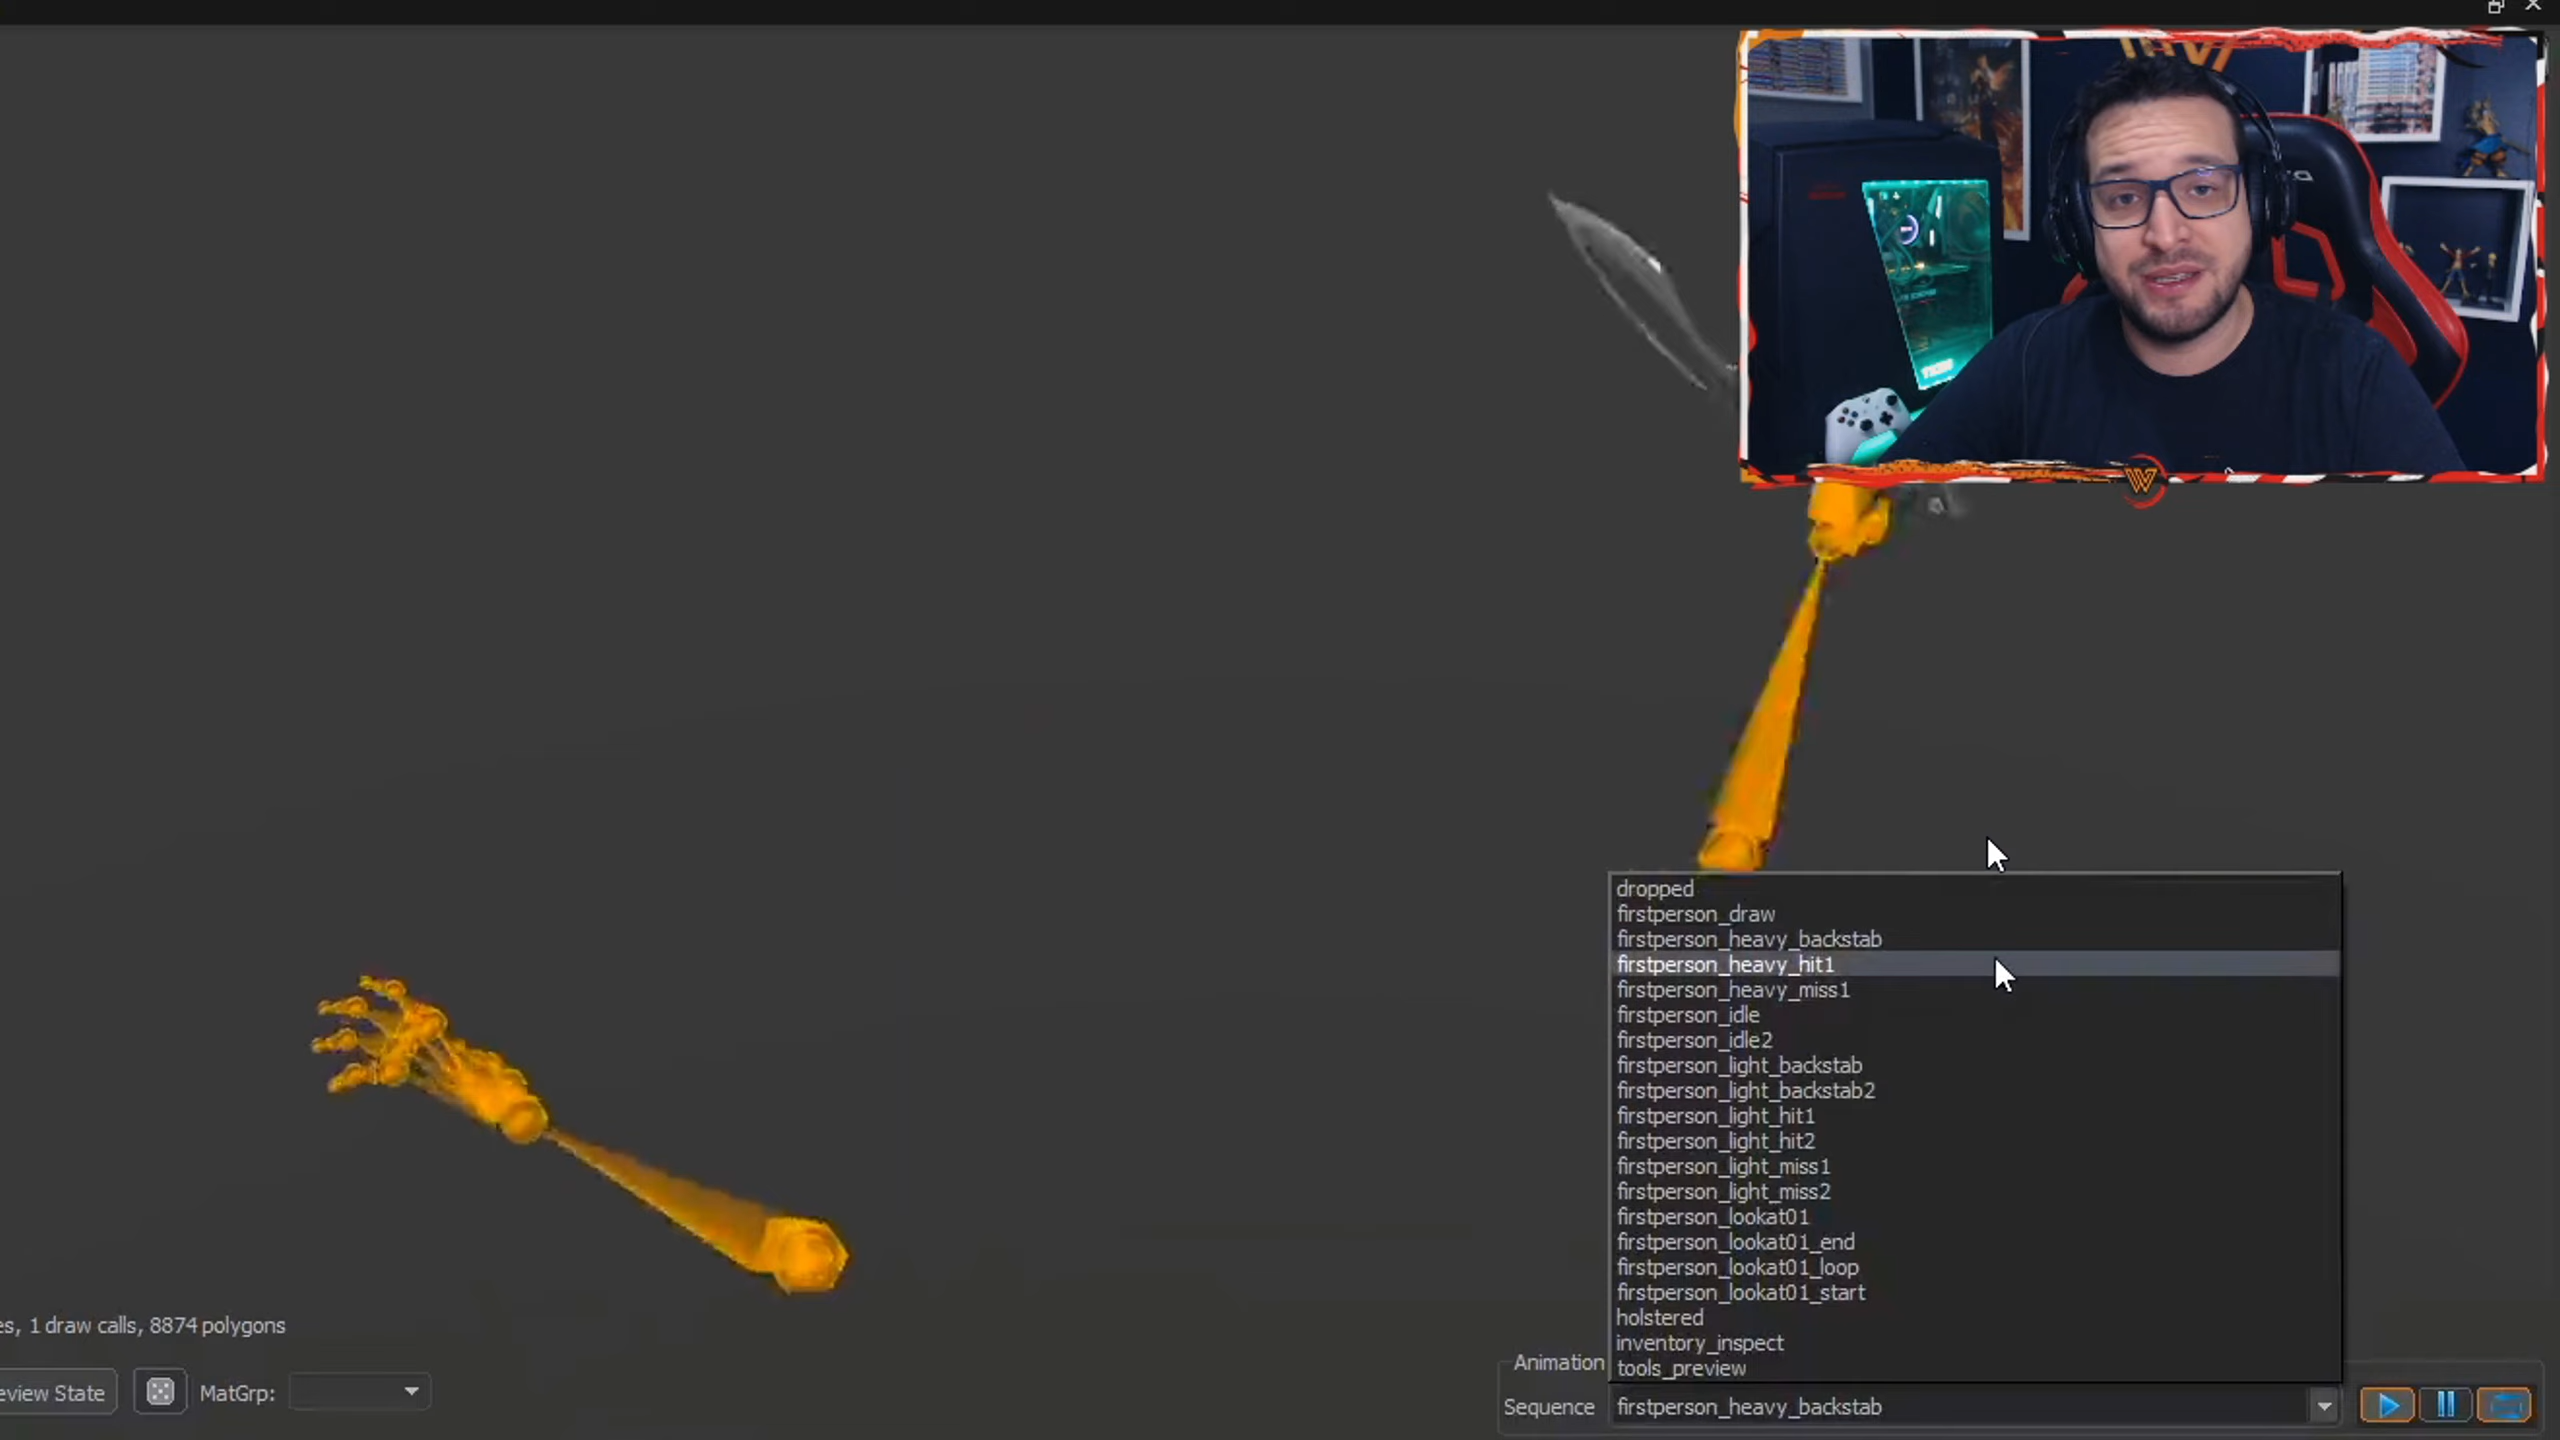 dropped
firstperson_draw
firstperson_heavy_backstab
firstperson_heavy_hit1
firstperson_heavy_miss1
firstperson_idle
firstperson_idle2
firstperson_light_backstab
firstperson_light_backstab2
firstperson_light_hit1
firstperson_light_hit2
firstperson_light_miss1
firstperson_light_miss2
firstperson_lookat01
firstperson_lookat01_end
firstperson_lookat01_loop
firstperson_lookat01_start
holstered
inventory_inspect
tools_preview
es, 1 draw calls, 8874 polygons
Animation
eview State MatGrp:
Sequence firstperson_heavy_backstab